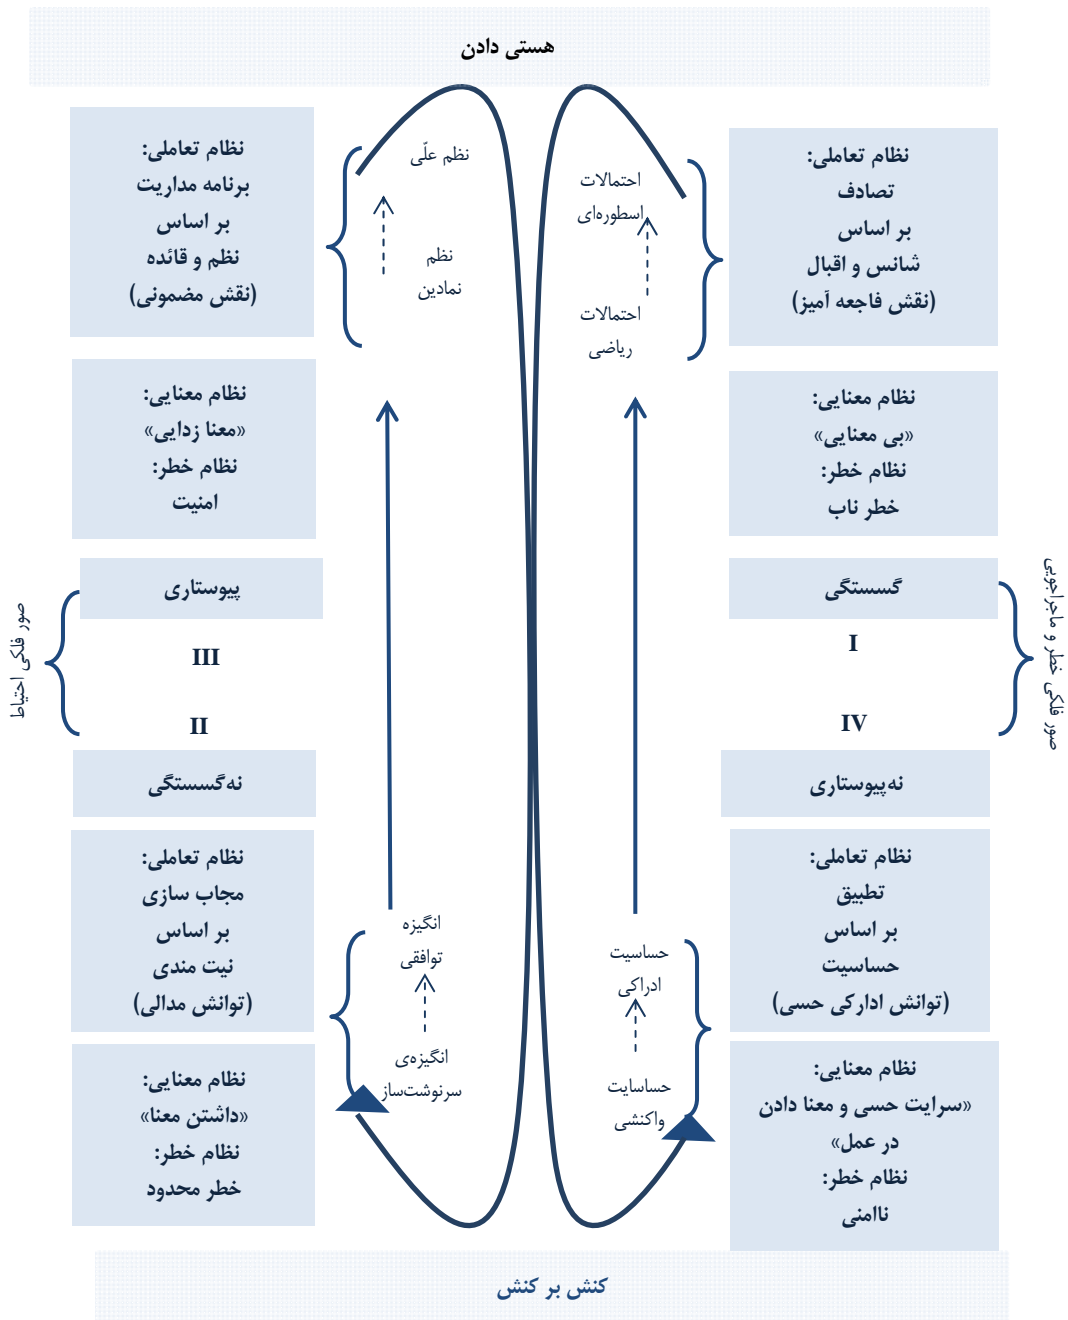 هستی دادن
نظام تعاملی:
تصادف
بر اساس
شانس و اقبال
(نقش فاجعه آمیز)
احتمالات
اسطوره‌ای
احتمالات
ریاضی
نظم علّی
نظم
نمادین
نظام تعاملی:
برنامه مداریت
بر اساس
نظم و قائده
(نقش مضمونی)
نظام معنایی:
«بی معنایی»
نظام خطر:
خطر ناب
نظام معنایی:
«معنا زدایی»
نظام خطر:
امنیت
صور فلکی خطر و ماجراجویی
گسستگی
I
IV
نه‌پیوستاری
پیوستاری
III
II
نه‌گسستگی
صور فلکی احتیاط
نظام تعاملی:
تطبیق
بر اساس
حساسیت
(توانش ادارکی حسی)
حساسیت
ادراکی
حساسایت
واکنشی
انگیزه
توافقی
انگیزه‌ی
سرنوشت‌ساز
نظام تعاملی:
مجاب سازی
بر اساس
نیت مندی
(توانش مدالی)
نظام معنایی:
«سرایت حسی و معنا دادن
در عمل»
نظام خطر:
ناامنی
نظام معنایی:
«داشتن معنا»
نظام خطر:
خطر محدود
کنش بر کنش